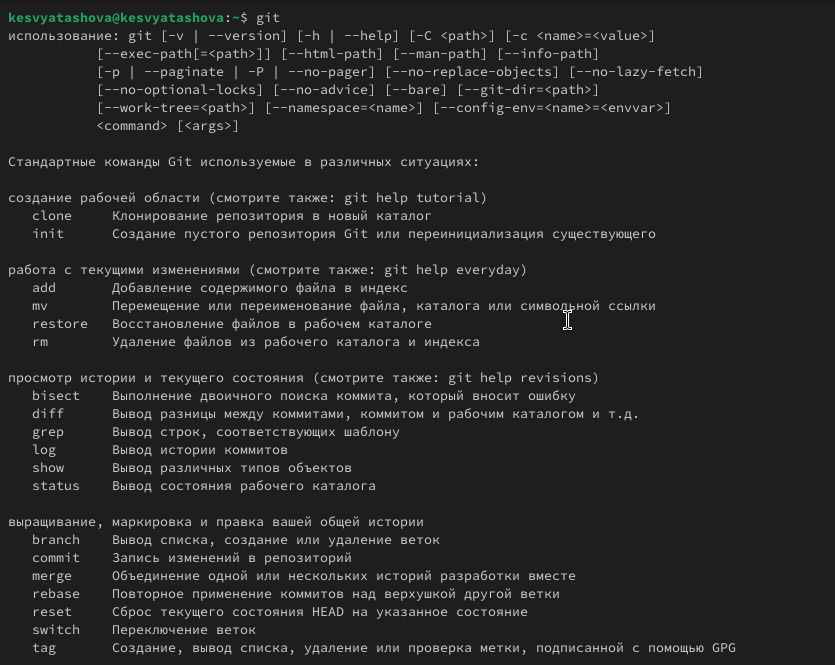 kesvyatashova@kesvyatashova:~$ git
использование: git [-v | --version] [-h | --help] [-C <path>] [-c <name>=<value>]
           [--exec-path[=<path>]] [--html-path] [--man-path] [--info-path]
           [-p | --paginate | -P | --no-pager] [--no-replace-objects] [--no-lazy-fetch]
           [--no-optional-locks] [--no-advice] [--bare] [--git-dir=<path>]
           [--work-tree=<path>] [--namespace=<name>] [--config-env=<name>=<envvar>]
           <command> [<args>]

Стандартные команды Git используемые в различных ситуациях:

создание рабочей области (смотрите также: git help tutorial)
   clone     Клонирование репозитория в новый каталог
   init      Создание пустого репозитория Git или переинициализация существующего

работа с текущими изменениями (смотрите также: git help everyday)
   add       Добавление содержимого файла в индекс
   mv        Перемещение или переименование файла, каталога или символьной ссылки
   restore   Восстановление файлов в рабочем каталоге
   rm        Удаление файлов из рабочего каталога и индекса

просмотр истории и текущего состояния (смотрите также: git help revisions)
   bisect    Выполнение двоичного поиска коммита, который вносит ошибку
   diff      Вывод разницы между коммитами, коммитом и рабочим каталогом и т.д.
   grep      Вывод строк, соответствующих шаблону
   log       Вывод истории коммитов
   show      Вывод различных типов объектов
   status    Вывод состояния рабочего каталога

выращивание, маркировка и правка вашей общей истории
   branch    Вывод списка, создание или удаление веток
   commit    Запись изменений в репозиторий
   merge     Объединение одной или нескольких историй разработки вместе
   rebase    Повторное применение коммитов над верхушкой другой ветки
   reset     Сброс текущего состояния HEAD на указанное состояние
   switch    Переключение веток
   tag       Создание, вывод списка, удаление или проверка метки, подписанной с помощью GPG